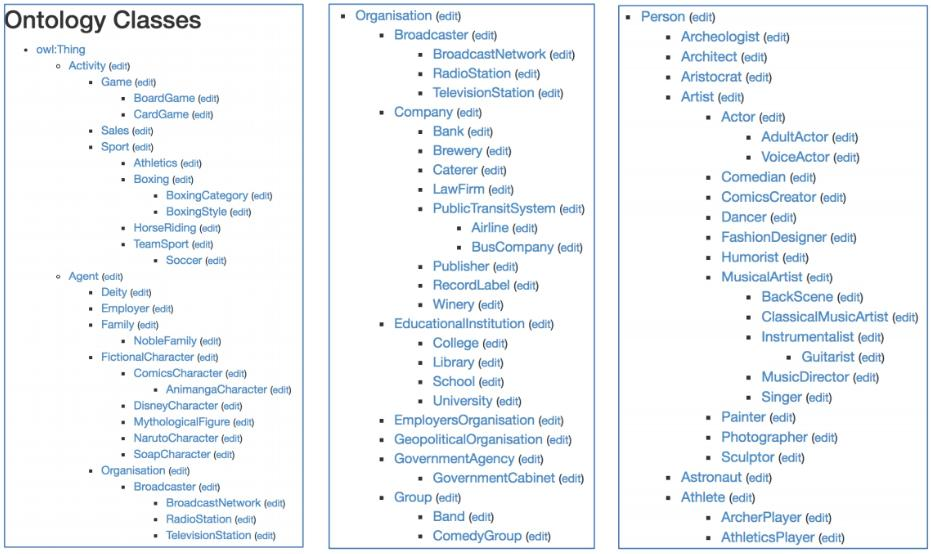 Ontology Classes
owl:Thing
Activity (edit)
Game (edit)
BoardGame (edit)
CardGame (edit)
Sales (edit)
Sport (edit)
Athletics (edit)
Boxing (edit)
BoxingCategory (edit)
BoxingStyle (edit)
HorseRiding (edit)
TeamSport (edit)
Soccer (edit)
Agent (edit)
Deity (edit)
Employer (edit)
Family (edit)
NobleFamily (edit)
FictionalCharacter (edit)
ComicsCharacter (edit)
AnimangaCharacter (edit)
DisneyCharacter (edit)
MythologicalFigure (edit)
NarutoCharacter (edit)
SoapCharacter (edit)
Organisation (edit)
Broadcaster (edit)
BroadcastNetwork (edit)
RadioStation (edit)
TelevisionStation (edit)
Organisation (edit)
Broadcaster (edit)
BroadcastNetwork (edit)
RadioStation (edit)
TelevisionStation (edit)
Company (edit)
Bank (edit)
Brewery (edit)
Caterer (edit)
LawFirm (edit)
PublicTransitSystem (edit)
Airline (edit)
BusCompany (edit)
Publisher (edit)
RecordLabel (edit)
Winery (edit)
EducationalInstitution (edit)
College (edit)
Library (edit)
School (edit)
University (edit)
EmployersOrganisation (edit)
GeopoliticalOrganisation (edit)
GovernmentAgency (edit)
GovernmentCabinet (edit)
Group (edit)
Band (edit)
ComedyGroup (edit)
Person (edit)
Archeologist (edit)
Architect (edit)
Aristocrat (edit)
Artist (edit)
Actor (edit)
AdultActor (edit)
VoiceActor (edit)
Comedian (edit)
ComicsCreator (edit)
Dancer (edit)
FashionDesigner (edit)
Humorist (edit)
MusicalArtist (edit)
BackScene (edit)
ClassicalMusicArtist (edit)
Instrumentalist (edit)
Guitarist (edit)
MusicDirector (edit)
Singer (edit)
Painter (edit)
Photographer (edit)
Sculptor (edit)
Astronaut (edit)
Athlete (edit)
ArcherPlayer (edit)
AthleticsPlayer (edit)